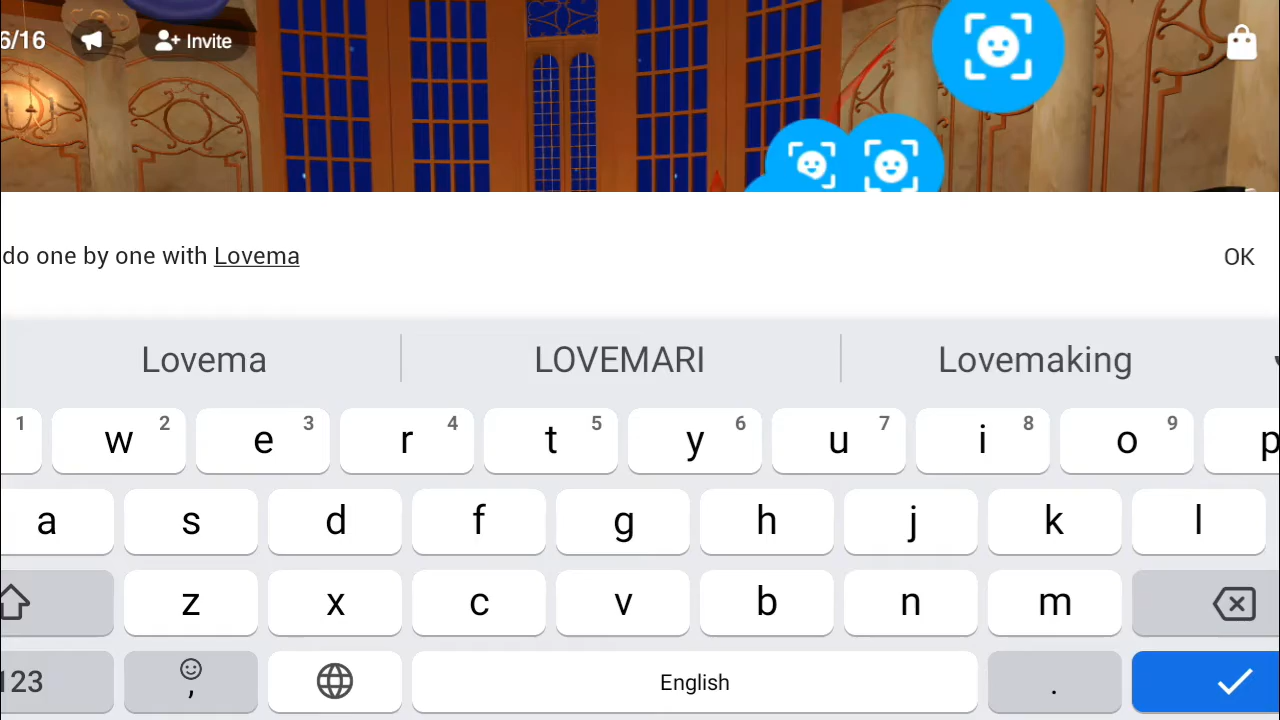 6/16
Invite
do one by one with Lovema
OK
Lovema LOVEMARI Lovemaking
1 w 2 e 3 r 4 t 5 y 6 u 7 i 8 o 9 p
a s d f g h j k l
z x c v b n m
123 , English .